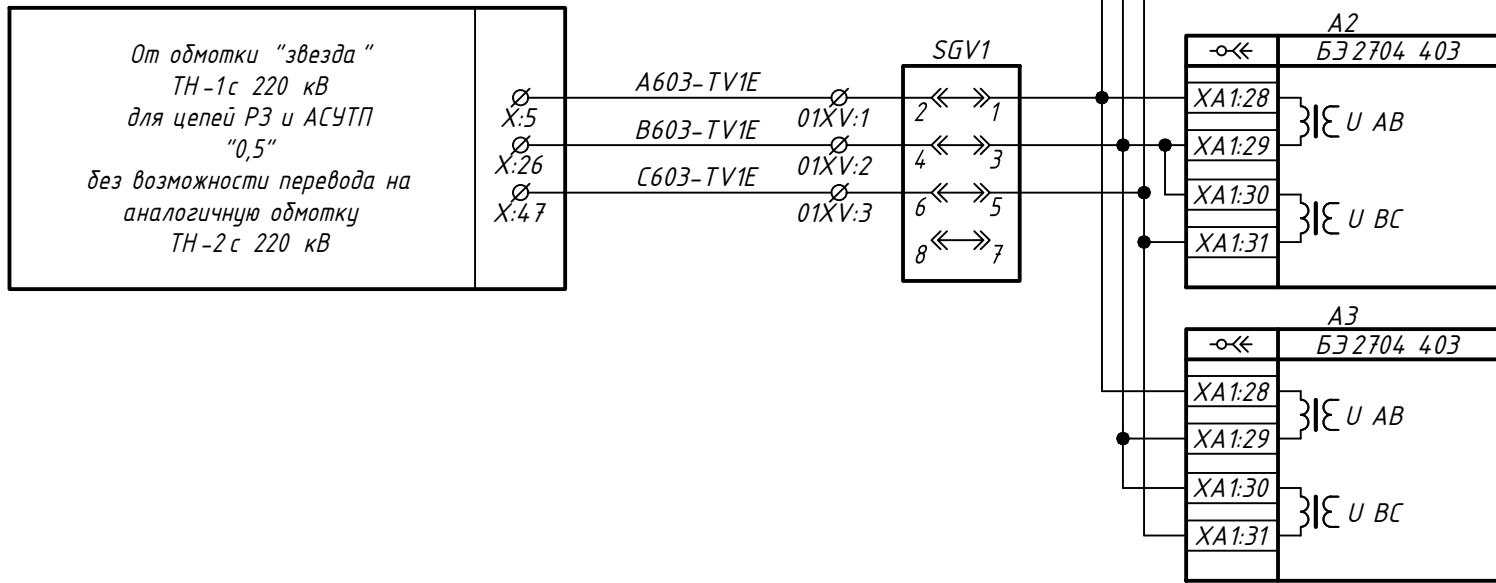 От обмотки "звезда"
ТН-1с 220 кВ
для цепей РЗ и АСУТП
"0,5"
без возможности перевода на
аналогичную обмотку
ТН-2с 220 кВ
X:5
X:26
X:47
A603-TV1E
B603-TV1E
C603-TV1E
01XV:1
01XV:2
01XV:3
SGV1
2 1
4 3
6 5
8 7
A2
БЭ2704 403
XA1:28
XA1:29
U AB
XA1:30
XA1:31
U BC
A3
БЭ2704 403
XA1:28
XA1:29
U AB
XA1:30
XA1:31
U BC